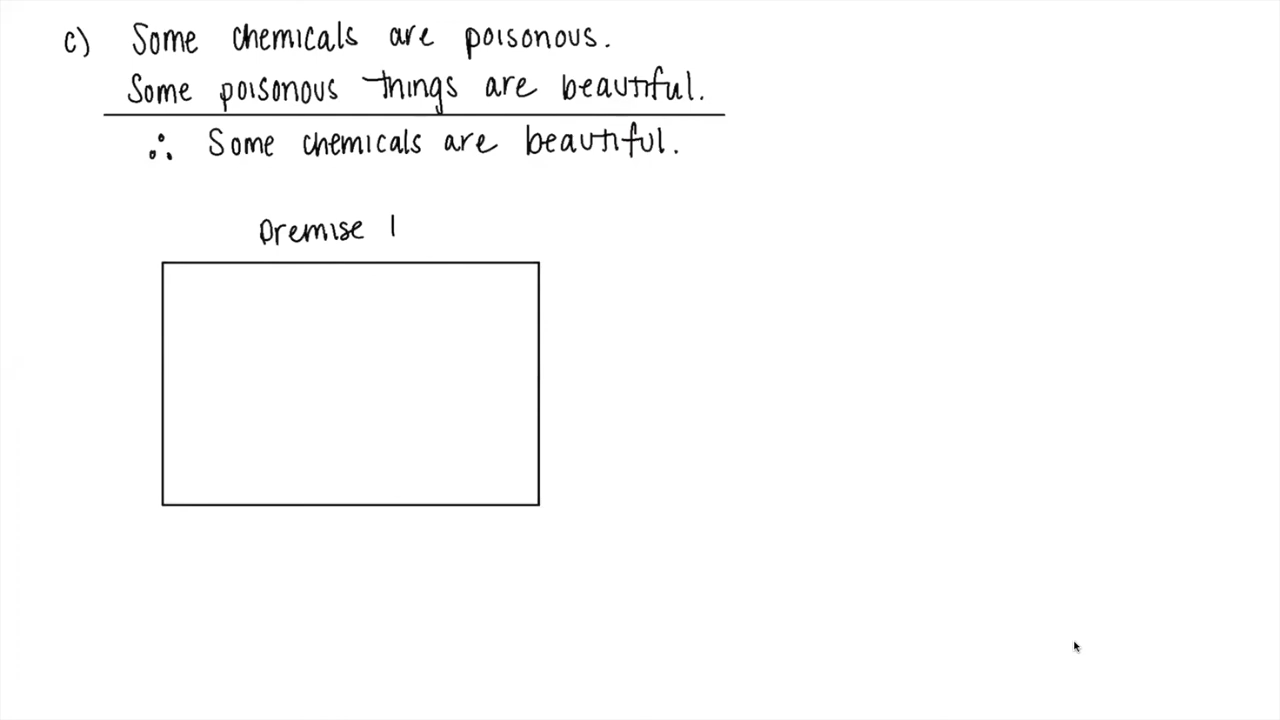 c) Some chemicals are poisonous.
Some poisonous things are beautiful.
∴ Some chemicals are beautiful.
Premise 1